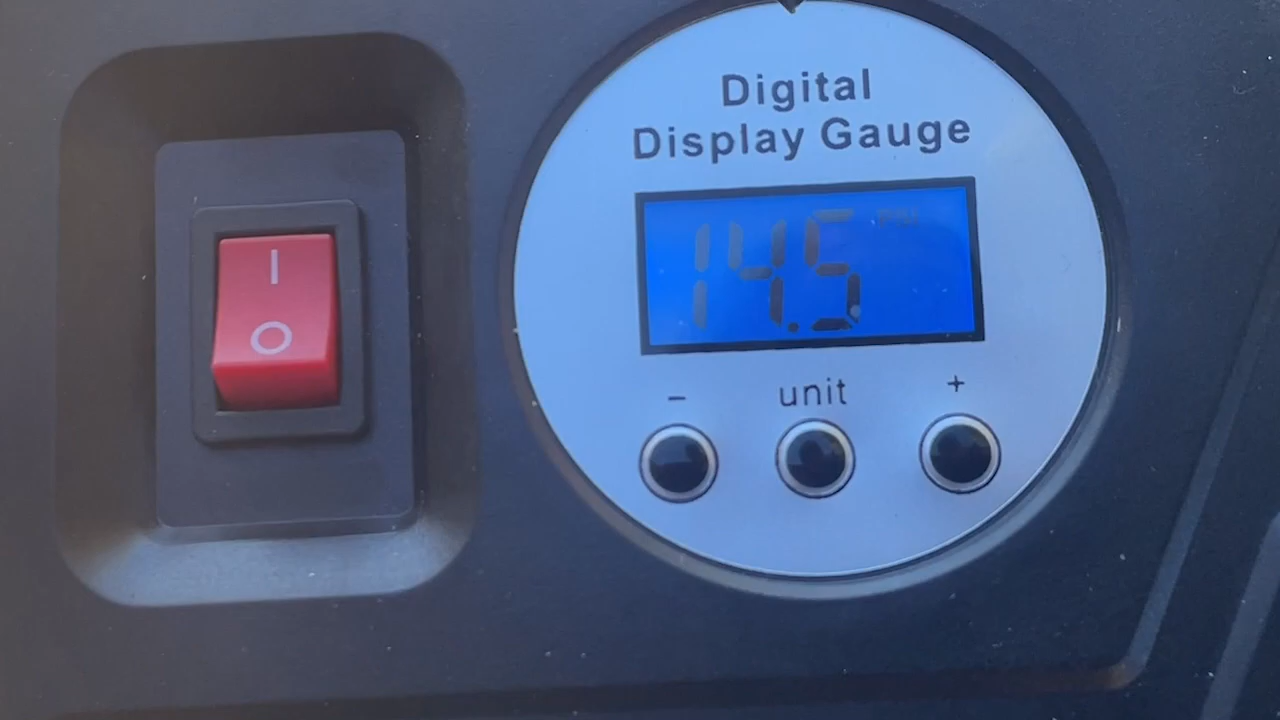 Digital
Display Gauge
14.5 PSI
- unit +
I
O